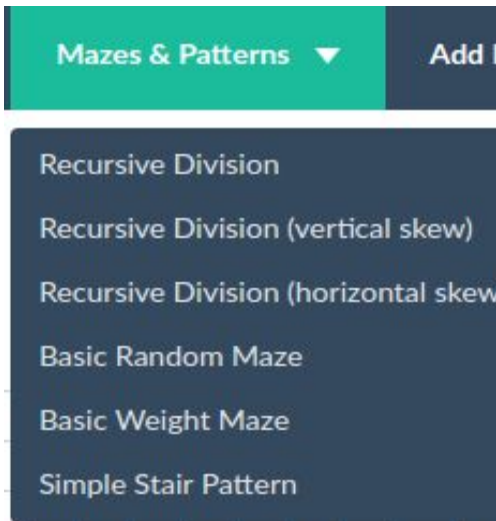 Mazes & Patterns
Add
Recursive Division
Recursive Division (vertical skew)
Recursive Division (horizontal skew
Basic Random Maze
Basic Weight Maze
Simple Stair Pattern